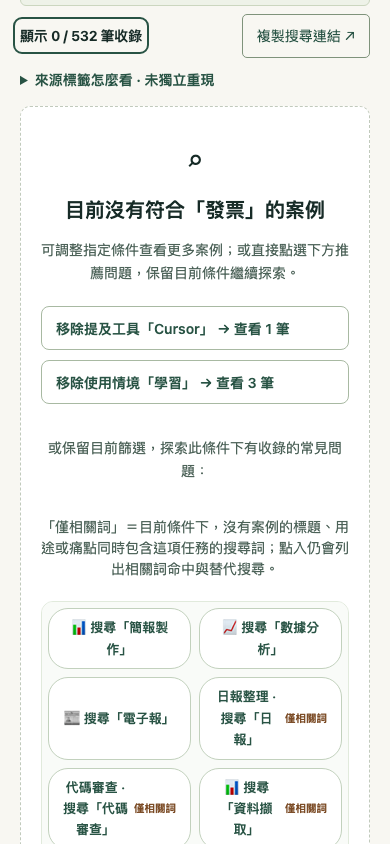 顯示 0 / 532 筆收錄
複製搜尋連結 ↗
▶ 來源標籤怎麼看 · 未獨立重現
目前沒有符合「發票」的案例
可調整指定條件查看更多案例；或直接點選下方推
薦問題，保留目前條件繼續探索。
移除提及工具「Cursor」 → 查看 1 筆
移除使用情境「學習」 → 查看 3 筆
或保留目前篩選，探索此條件下有收錄的常見問
題：
「僅相關詞」＝目前條件下，沒有案例的標題、用
途或痛點同時包含這項任務的搜尋詞；點入仍會列
出相關詞命中與替代搜尋。
搜尋「簡報製
作」
搜尋「數據分
析」
搜尋「電子報」
日報整理 ·
搜尋「日
報」
僅相關詞
代碼審查 ·
搜尋「代碼
審查」
僅相關詞
搜尋
「資料擷
取」
僅相關詞